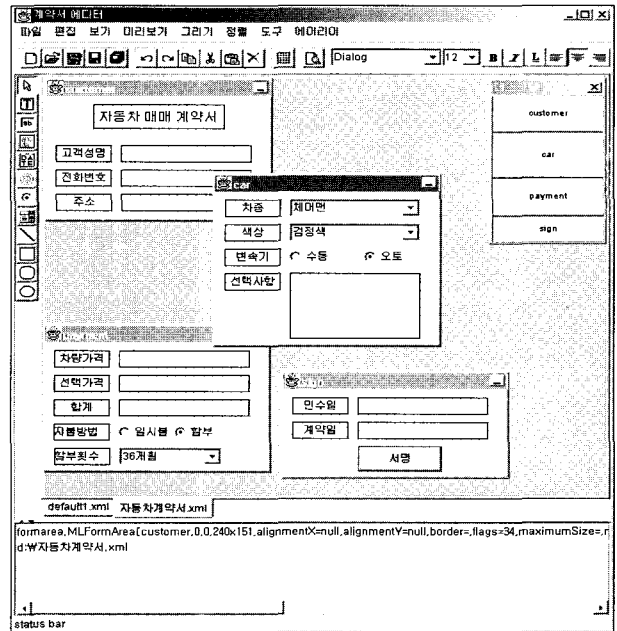 계약서 에디터
파일 편집 보기 미리보기 그리기 정렬 도구 에어리어
Dialog 12 B I L
자동차 매매 계약서
고객성명
전화번호
주소
customer
car
payment
sign
car
차종 체어맨
색상 검정색
변속기 수동 오토
선택사항
차량가격
선택가격
합계
지불방법 일시불 할부
할부횟수 36개월
인수일
계약일
서명
default1.xml 자동차계약서.xml
formarea,MLFormArea[customer,0,0,240x151,alignmentX=null,alignmentY=null,border=,flags=34,maximumSize=,r
d:₩자동차계약서.xml
status bar